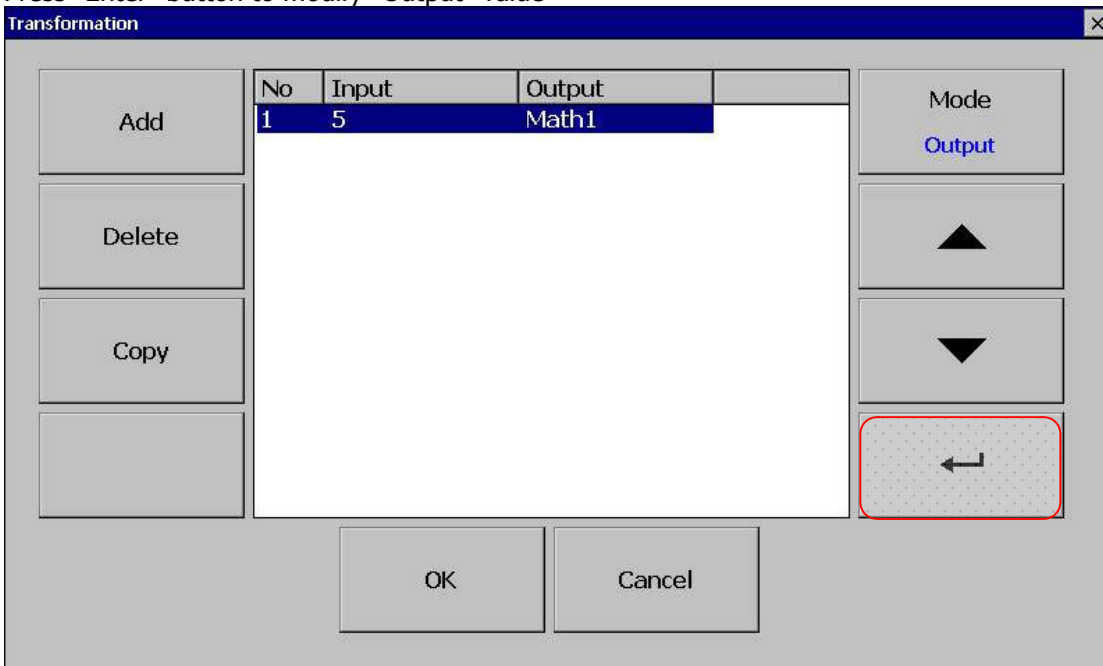 Press "Enter" button to modify "Output" value
Transformation
Add
Delete
Copy
No Input Output
1 5 Math1
Mode
Output
OK
Cancel